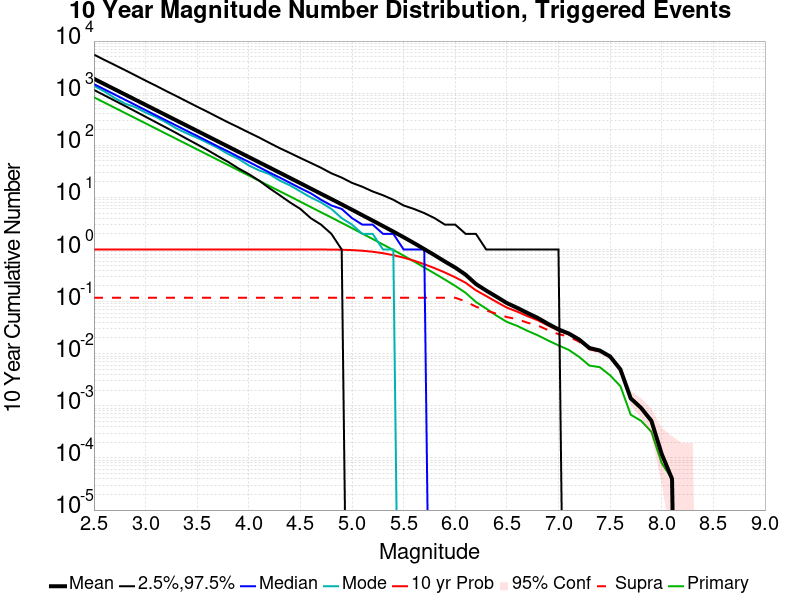 10 Year Magnitude Number Distribution, Triggered Events
10 Year Cumulative Number
10^4
10^3
10^2
10^1
10^0
10^-1
10^-2
10^-3
10^-4
10^-5
2.5 3.0 3.5 4.0 4.5 5.0 5.5 6.0 6.5 7.0 7.5 8.0 8.5 9.0
Magnitude
Mean 2.5%,97.5% Median Mode 10 yr Prob 95% Conf Supra Primary